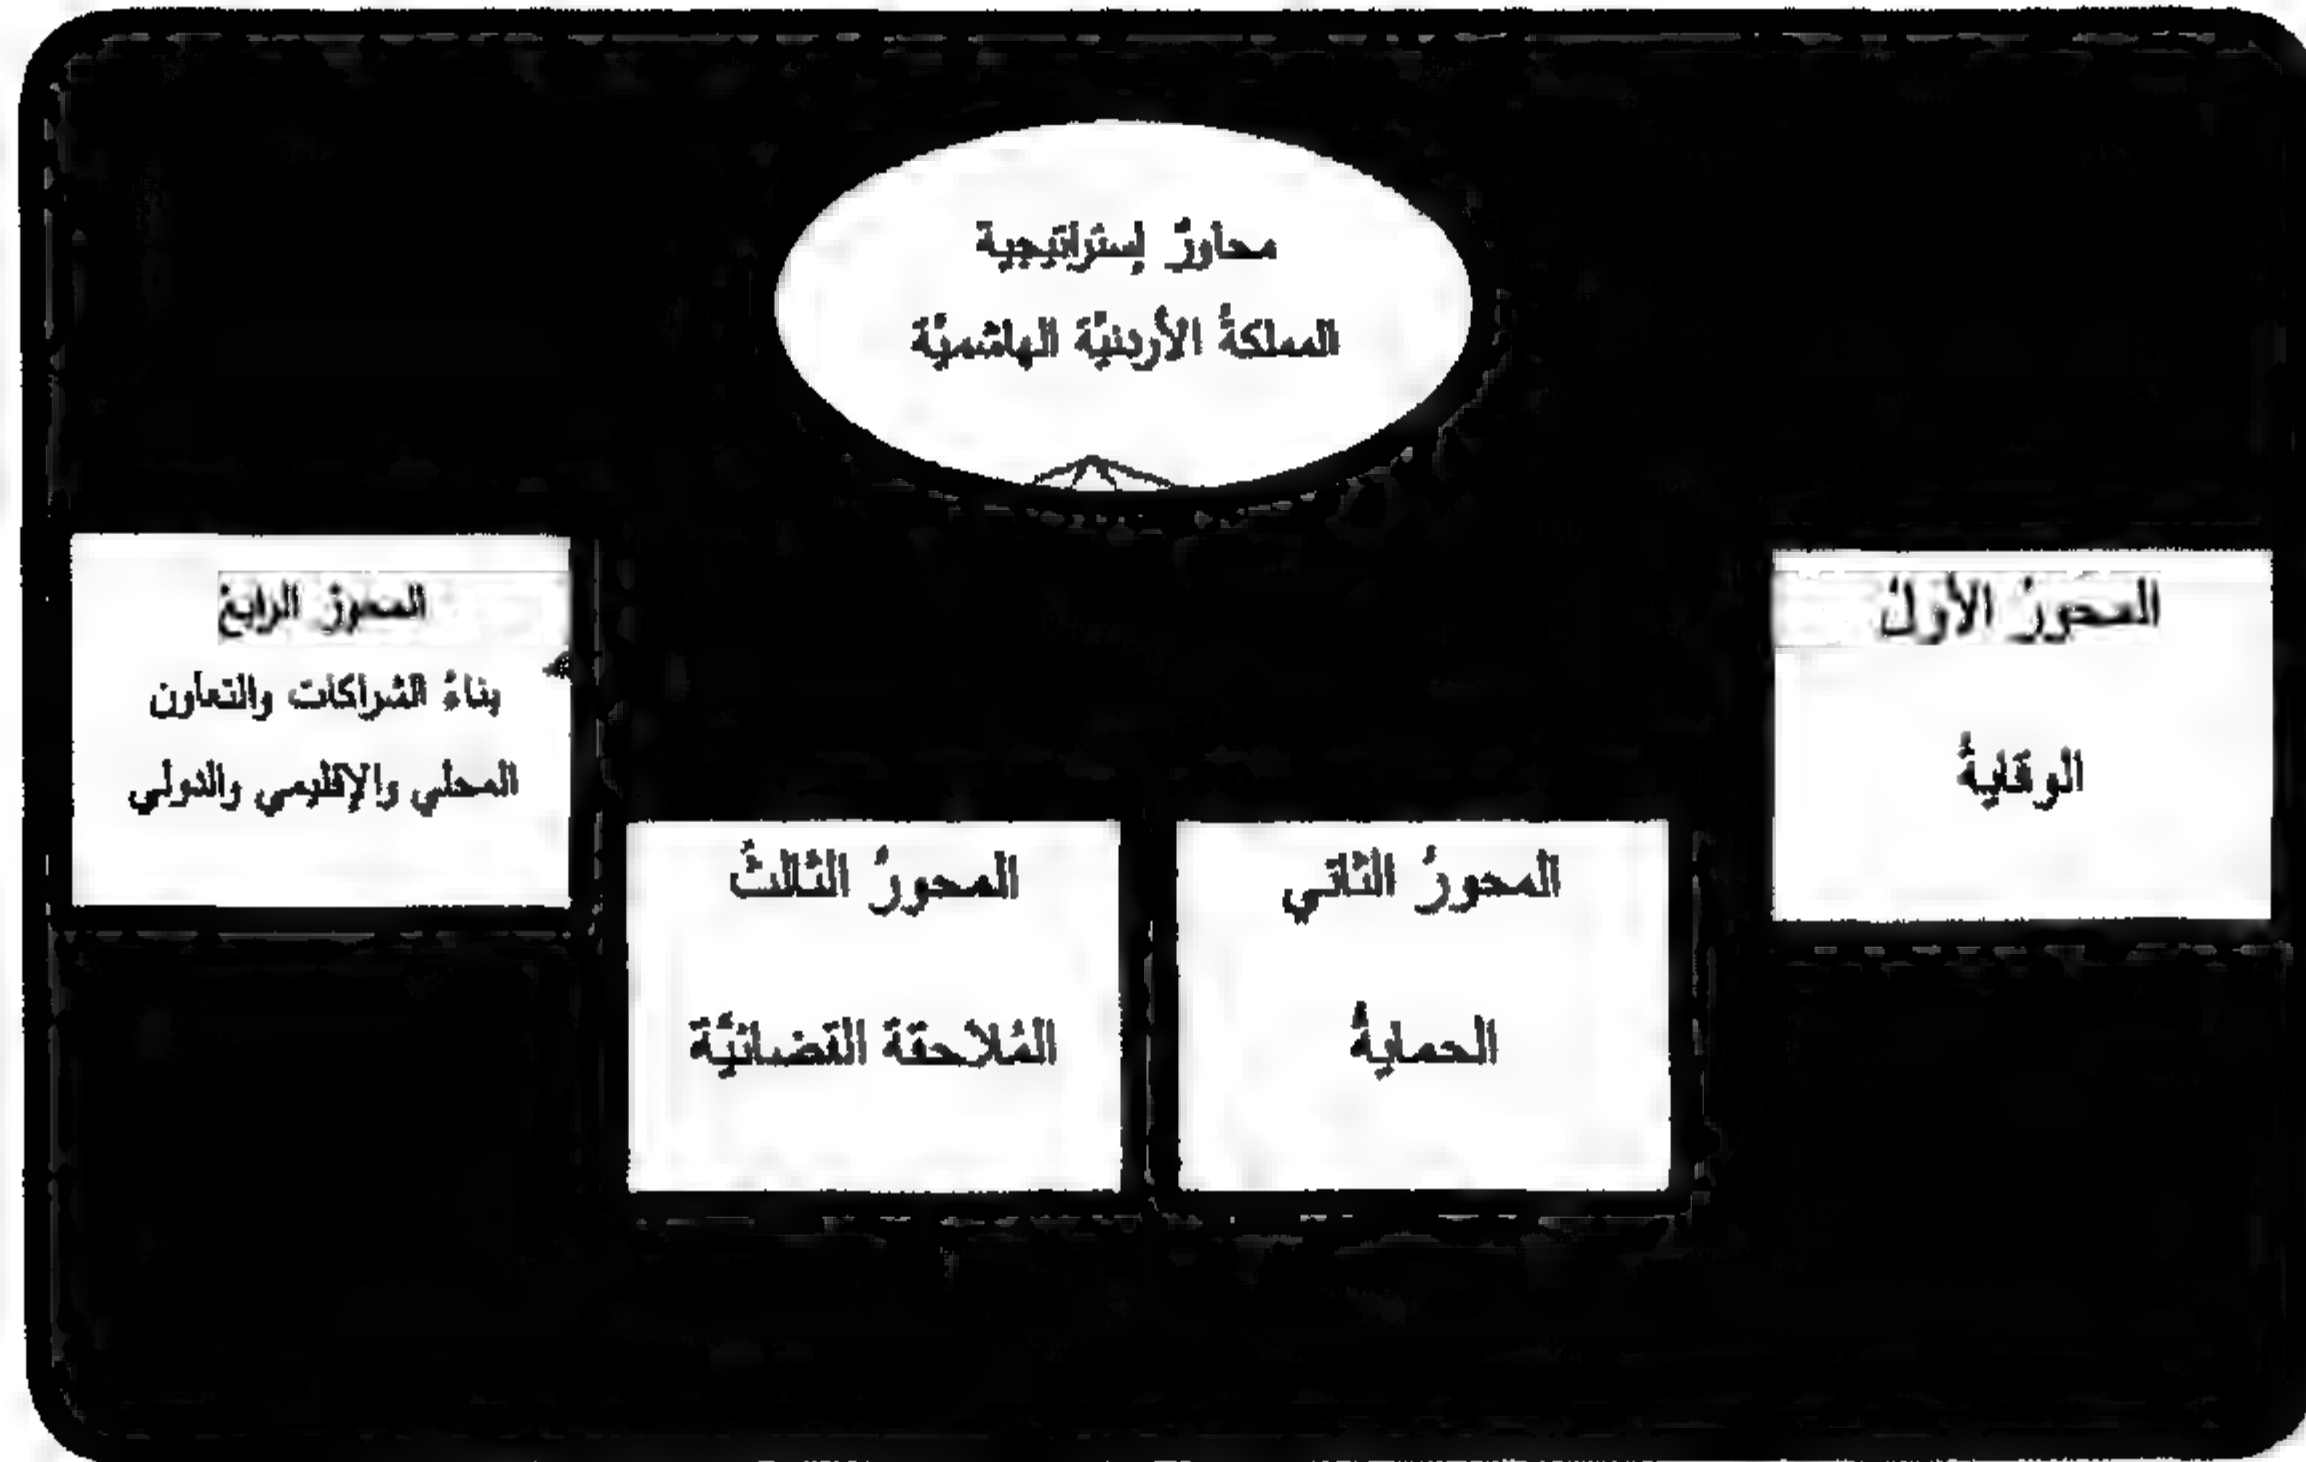 محاورُ إستراتيجية
المملكةُ الأردنيّة الهاشميّة
المحورُ الأولُ
الوقايةُ
المحورُ الثاني
الحمايةُ
المحورُ الثالثُ
المُلاحقة القضائيّة
المحورُ الرابعُ
بناءُ الشراكات والتعاون
المحلي والإقليمي والدولي